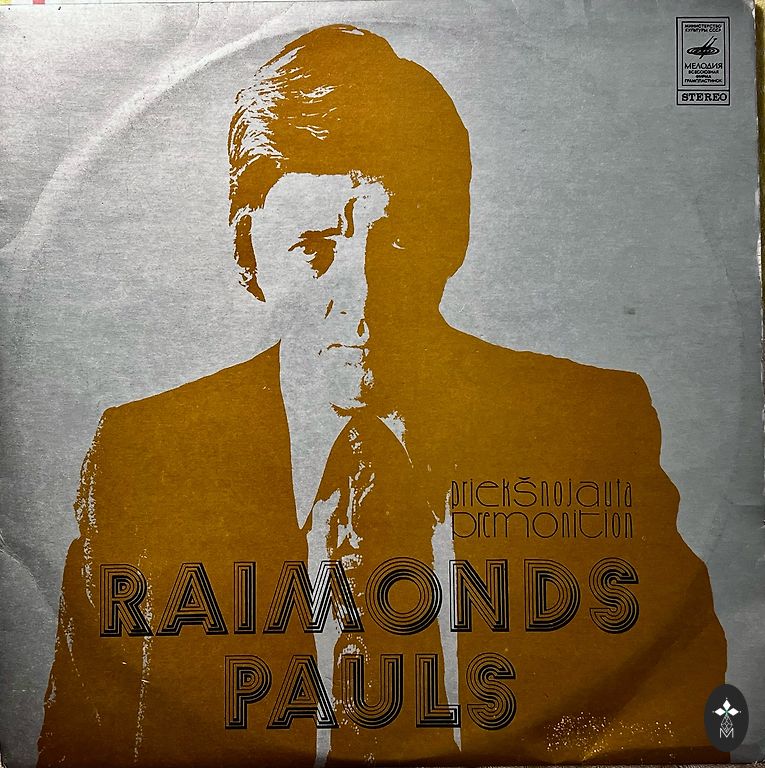 МИНИСТЕРСТВО
КУЛЬТУРЫ СССР
МЕЛОДИЯ
ВСЕСОЮЗНАЯ
ФИРМА
ГРАМПЛАСТИНОК
STEREO
priekšnojauta
premonition
RAIMONDS
PAULS
M